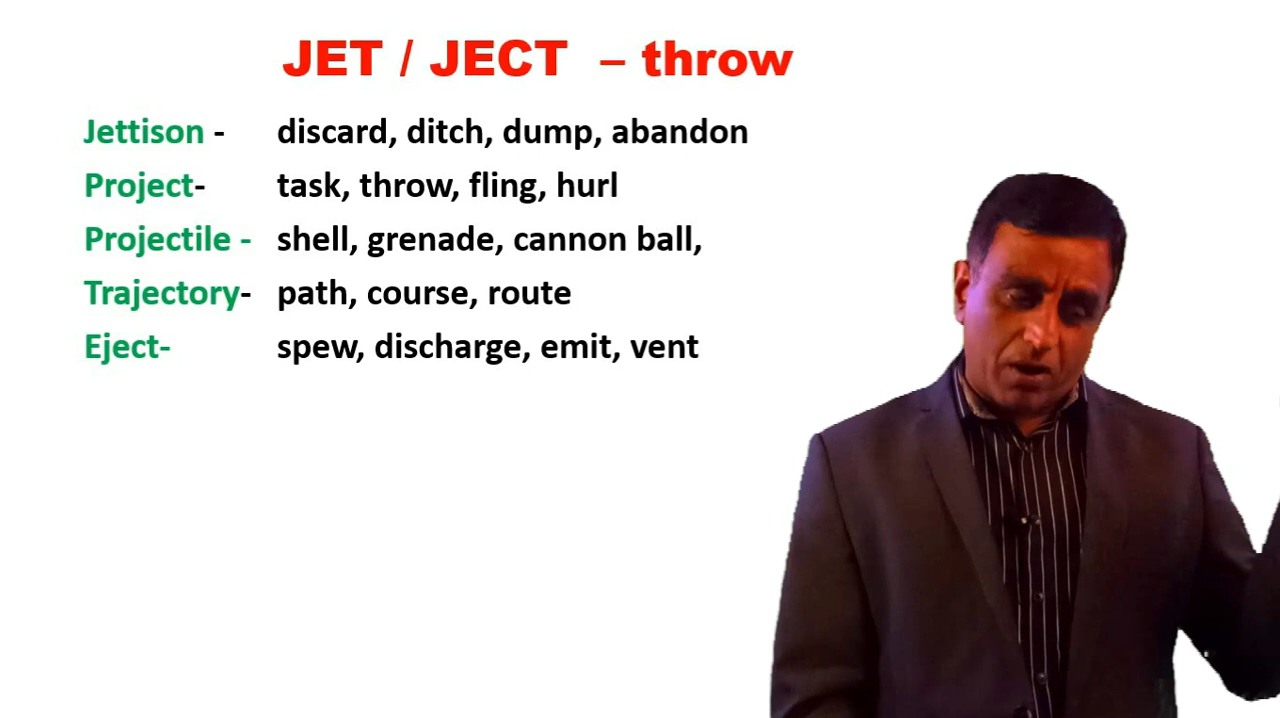 JET / JECT – throw
Jettison - discard, ditch, dump, abandon
Project- task, throw, fling, hurl
Projectile - shell, grenade, cannon ball,
Trajectory- path, course, route
Eject- spew, discharge, emit, vent